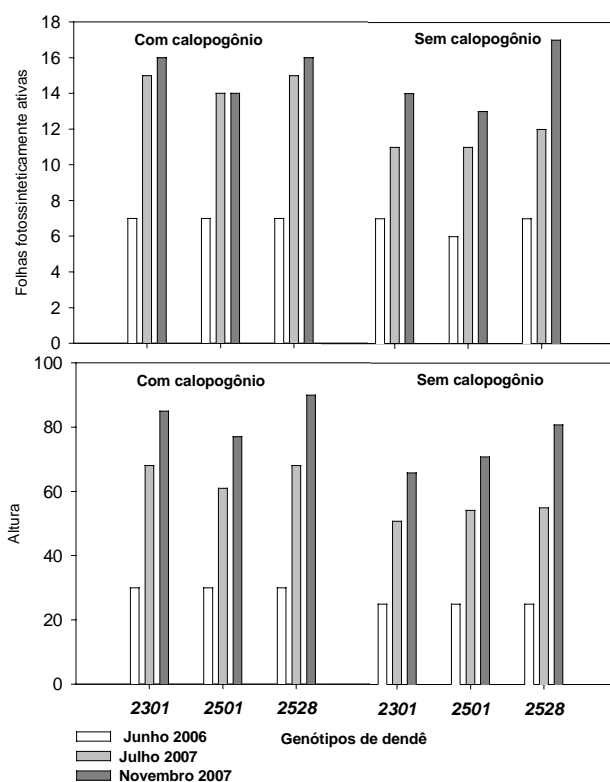 Com calopogônio Sem calopogônio
Folhas fotossinteticamente ativas
18
16
14
12
10
8
6
4
2
0
Com calopogônio Sem calopogônio
Altura
100
80
60
40
20
0
2301 2501 2528 2301 2501 2528
Genótipos de dendê
Junho 2006
Julho 2007
Novembro 2007